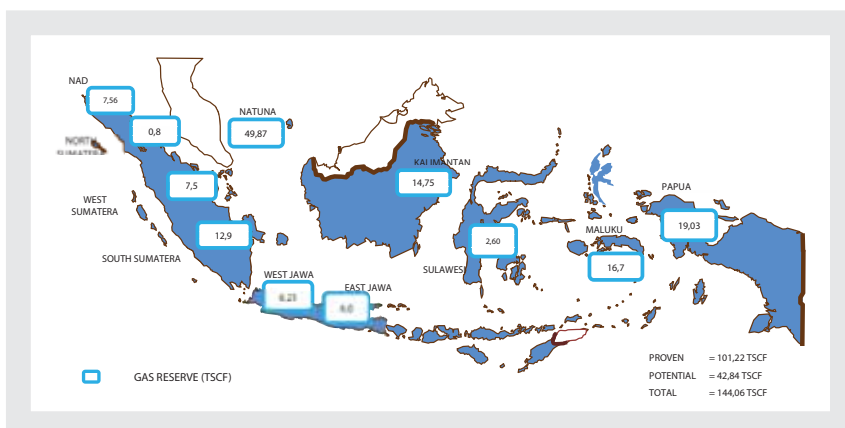 NAD
7,56
0,8
NATUNA
49,87
NORTH
KALIMANTAN
14,75
7,5
WEST
SUMATERA
12,9
SOUTH SUMATERA
PAPUA
19,03
MALUKU
16,7
2,60
SULAWES
WEST JAWA
EAST JAWA
GAS RESERVE (TSCF)
PROVEN = 101,22 TSCF
POTENTIAL = 42,84 TSCF
TOTAL = 144,06 TSCF